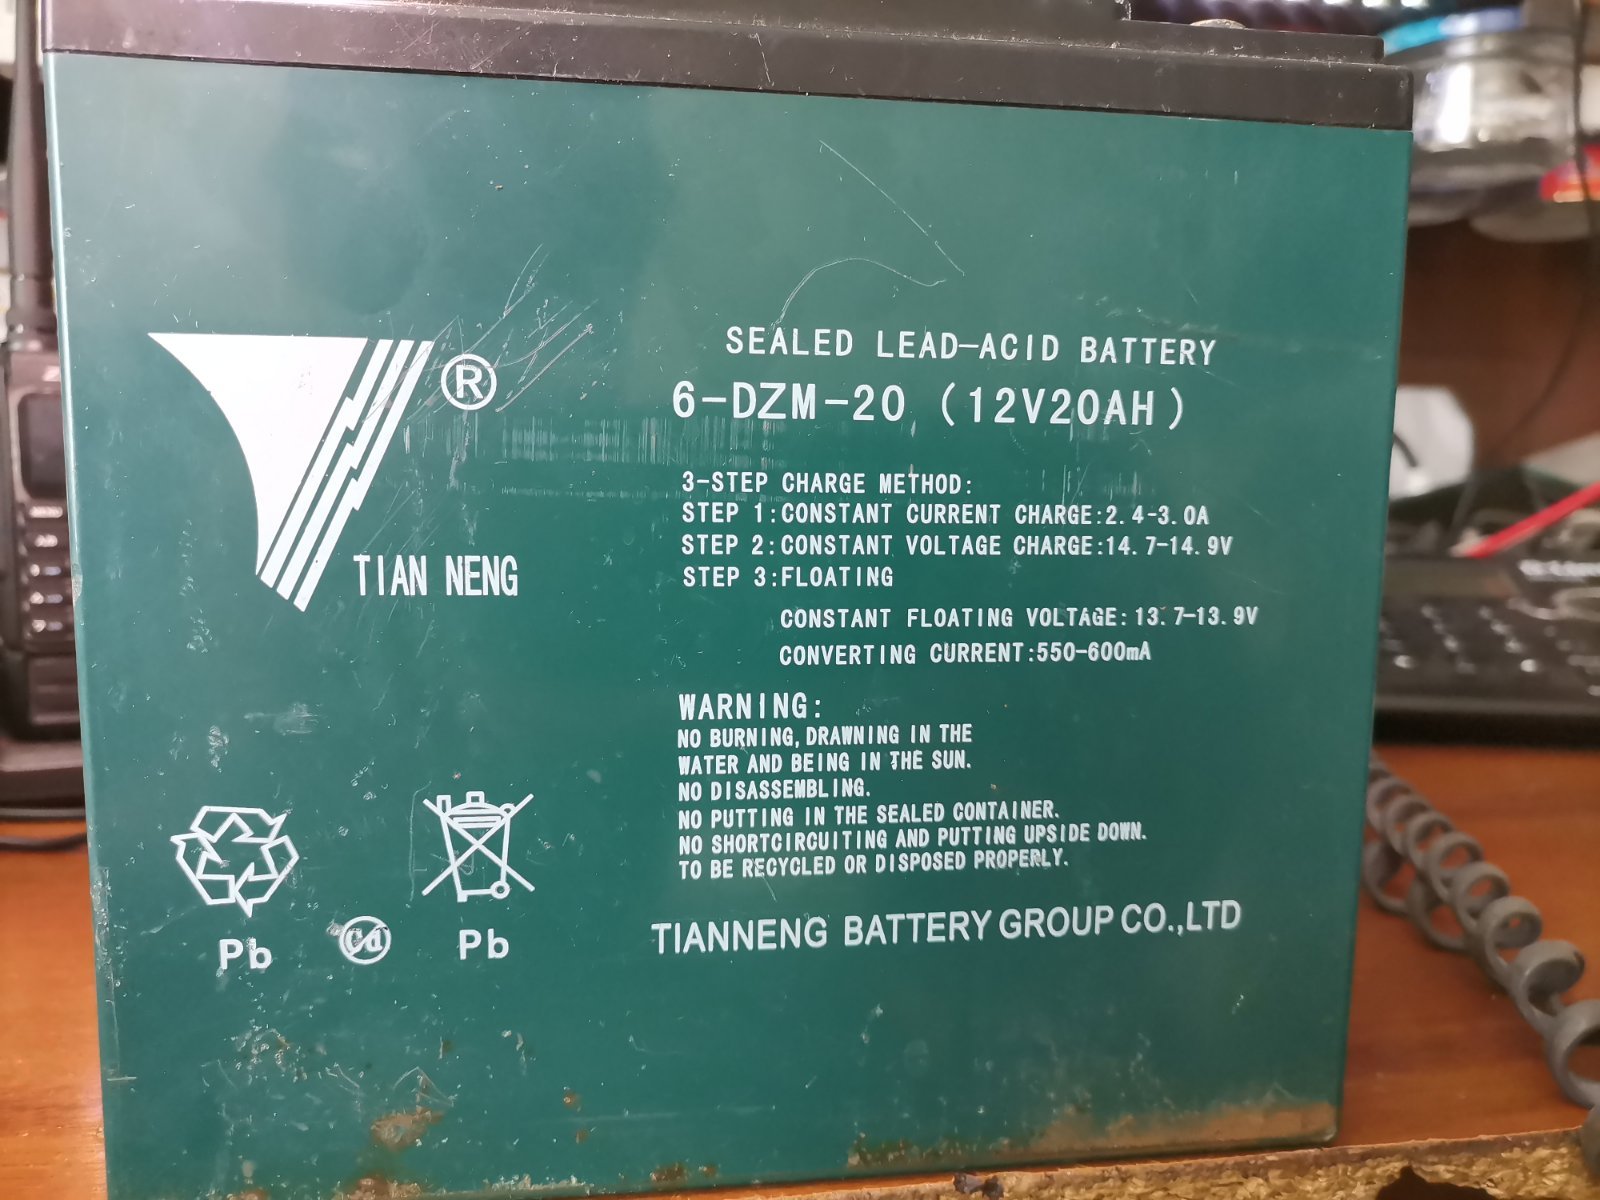 SEALED LEAD-ACID BATTERY
6-DZM-20 (12V20AH)
®
3-STEP CHARGE METHOD:
STEP 1:CONSTANT CURRENT CHARGE:2.4-3.0A
STEP 2:CONSTANT VOLTAGE CHARGE:14.7-14.9V
STEP 3:FLOATING
TIAN NENG
CONSTANT FLOATING VOLTAGE:13.7-13.9V
CONVERTING CURRENT:550-600mA
WARNING:
NO BURNING, DRAWNING IN THE
WATER AND BEING IN THE SUN.
NO DISASSEMBLING.
NO PUTTING IN THE SEALED CONTAINER.
NO SHORTCIRCUITING AND PUTTING UPSIDE DOWN.
TO BE RECYCLED OR DISPOSED PROPERLY.
TIANNENG BATTERY GROUP CO.,LTD
Pb
Cd
Pb